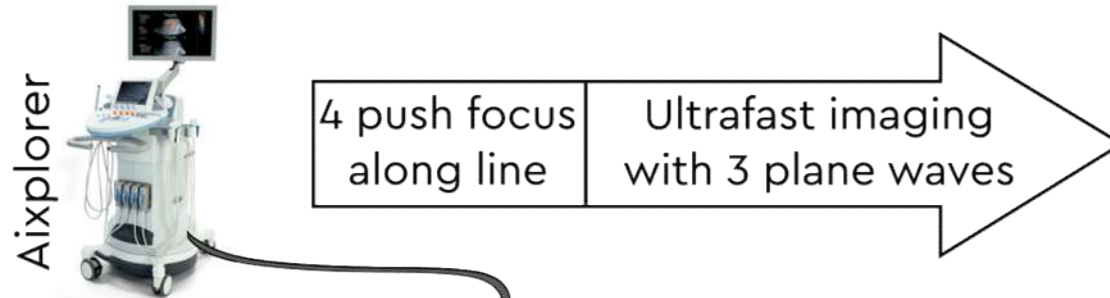 Aixplorer
4 push focus
along line
Ultrafast imaging
with 3 plane waves